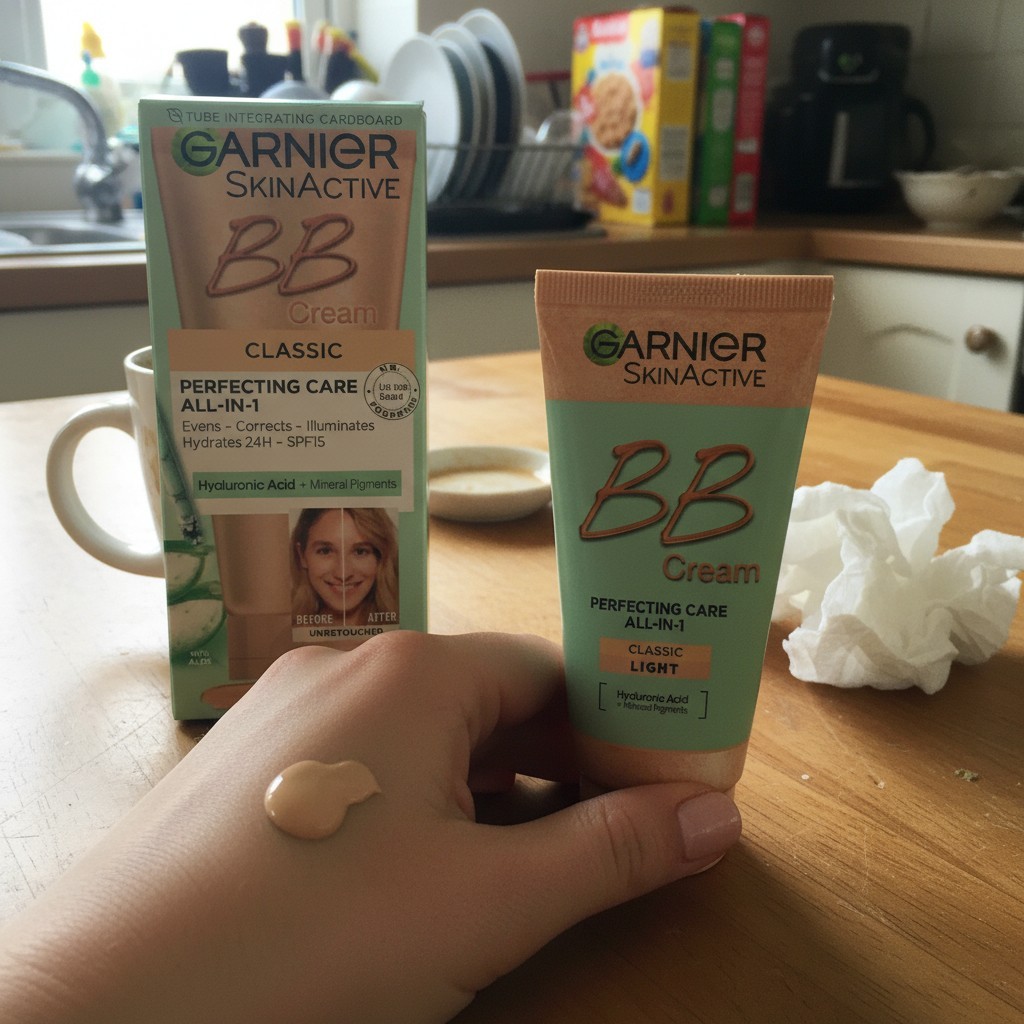 TUBE INTEGRATING CARDBOARD
GARNIER
SKINACTIVE
BB
Cream
CLASSIC
PERFECTING CARE
ALL-IN-1
Evens - Corrects - Illuminates
Hydrates 24H - SPF15
Hyaluronic Acid + Mineral Pigments
BEFORE
AFTER
UNRETOUCHED
GARNIER
SKINACTIVE
BB
Cream
PERFECTING CARE
ALL-IN-1
CLASSIC
LIGHT
Hyaluronic Acid